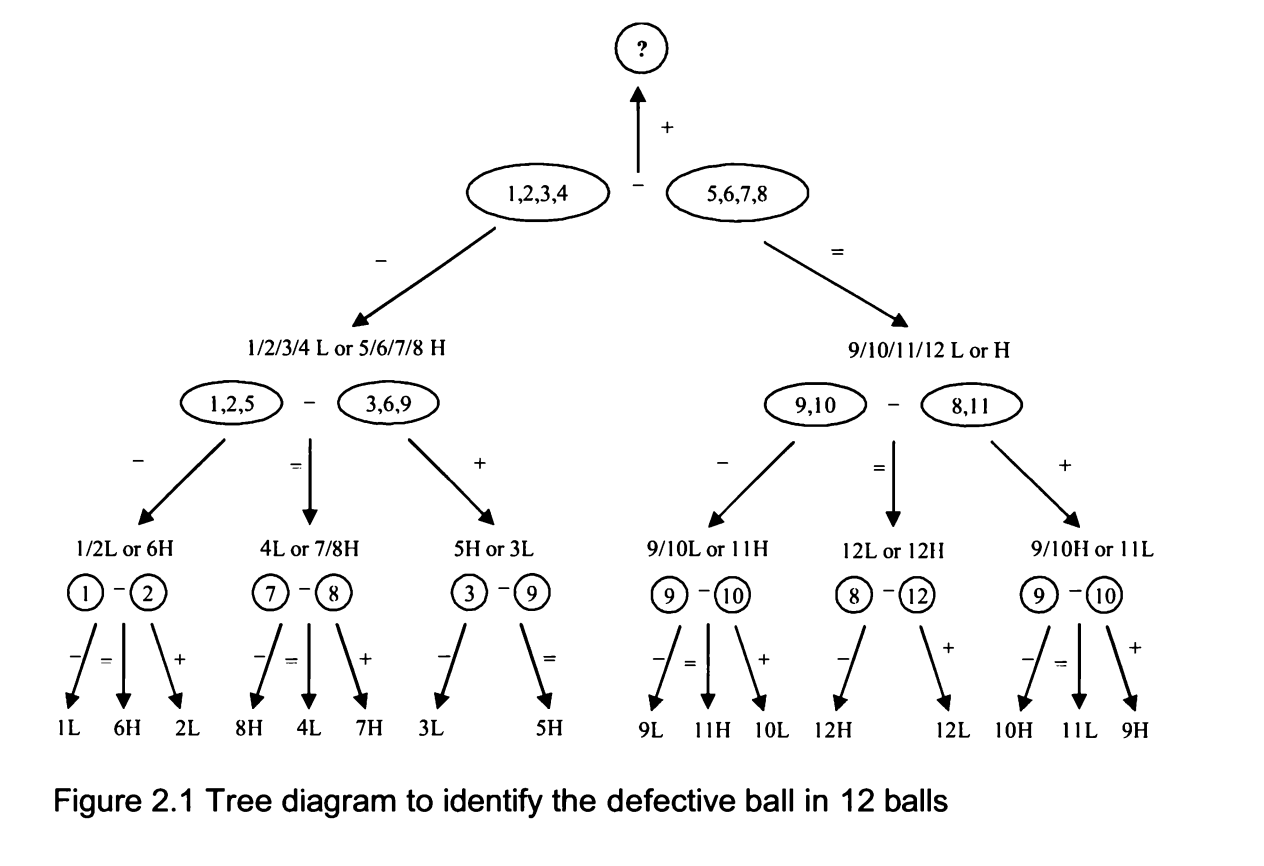 ?
+
1,2,3,4 – 5,6,7,8
– =
1/2/3/4 L or 5/6/7/8 H 9/10/11/12 L or H
1,2,5 – 3,6,9 9,10 – 8,11
– = + – = +
1/2L or 6H 4L or 7/8H 5H or 3L 9/10L or 11H 12L or 12H 9/10H or 11L
1 – 2 7 – 8 3 – 9 9 – 10 8 – 12 9 – 10
– = + – = + – = – = + – + – = +
1L 6H 2L 8H 4L 7H 3L 5H 9L 11H 10L 12H 12L 10H 11L 9H
Figure 2.1 Tree diagram to identify the defective ball in 12 balls